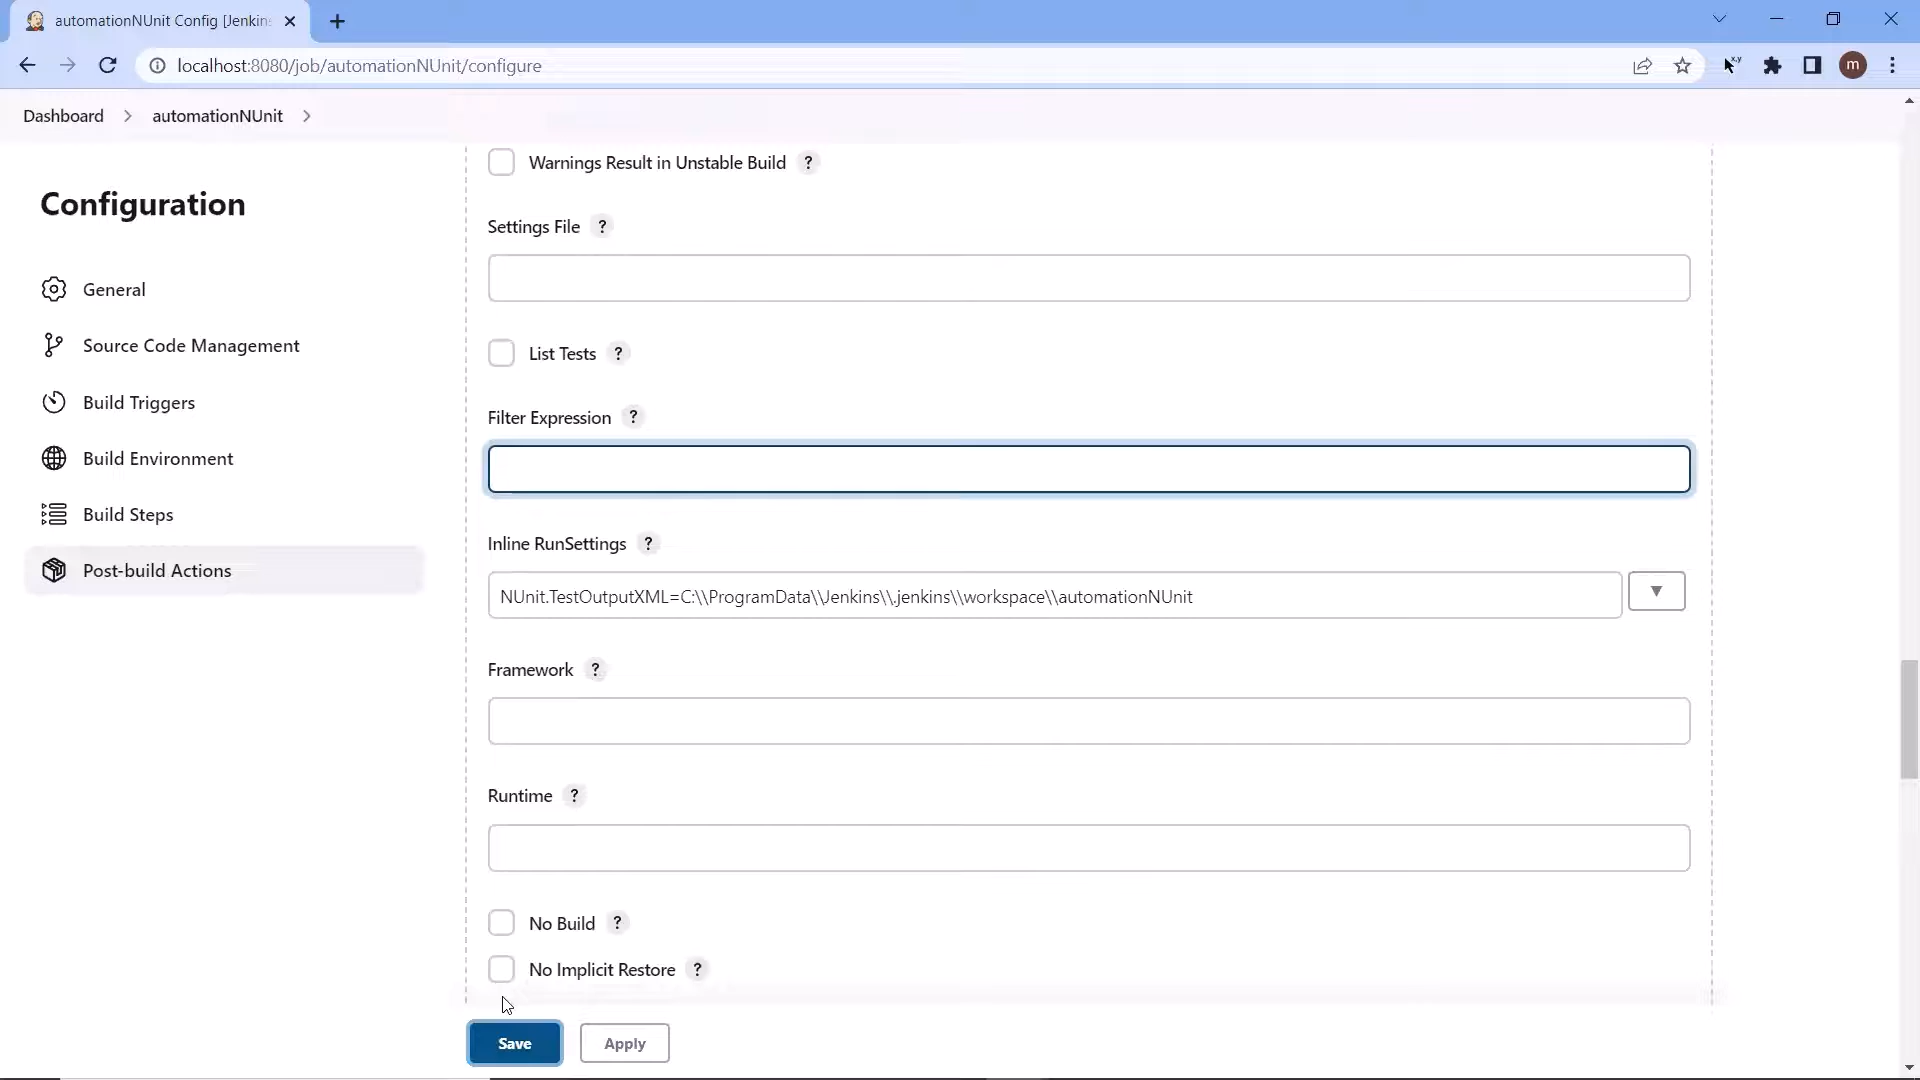 automationNUnit Config [Jenkins
localhost:8080/job/automationNUnit/configure
m
Dashboard
automationNUnit
Configuration
General
Source Code Management
Build Triggers
Build Environment
Build Steps
Post-build Actions
Warnings Result in Unstable Build ?
Settings File ?
List Tests ?
Filter Expression ?
Inline RunSettings ?
NUnit.TestOutputXML=C:\\ProgramData\\Jenkins\\.jenkins\\workspace\\automationNUnit
Framework ?
Runtime ?
No Build ?
No Implicit Restore ?
Save
Apply